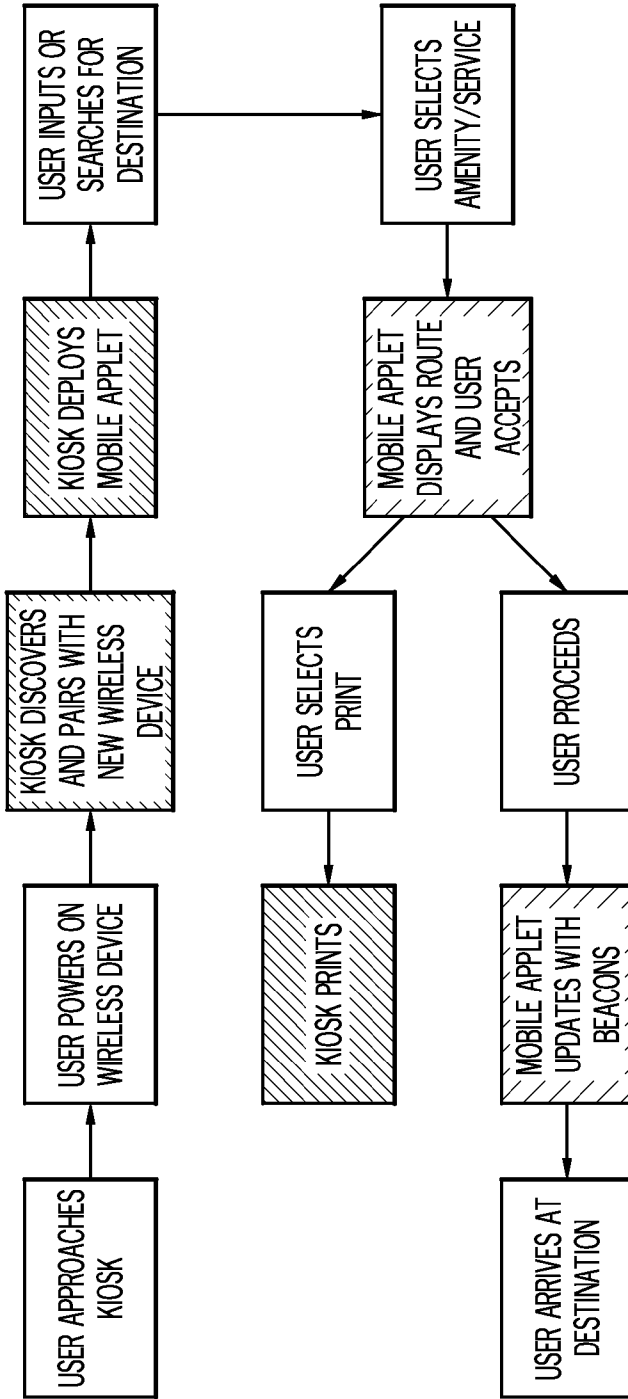 USER APPROACHES
KIOSK
USER POWERS ON
WIRELESS DEVICE
KIOSK DISCOVERS
AND PAIRS WITH
NEW WIRELESS
DEVICE
KIOSK DEPLOYS
MOBILE APPLET
USER INPUTS OR
SEARCHES FOR
DESTINATION
USER SELECTS
AMENITY/SERVICE
MOBILE APPLET
DISPLAYS ROUTE
AND USER
ACCEPTS
USER SELECTS
PRINT
KIOSK PRINTS
USER PROCEEDS
MOBILE APPLET
UPDATES WITH
BEACONS
USER ARRIVES AT
DESTINATION